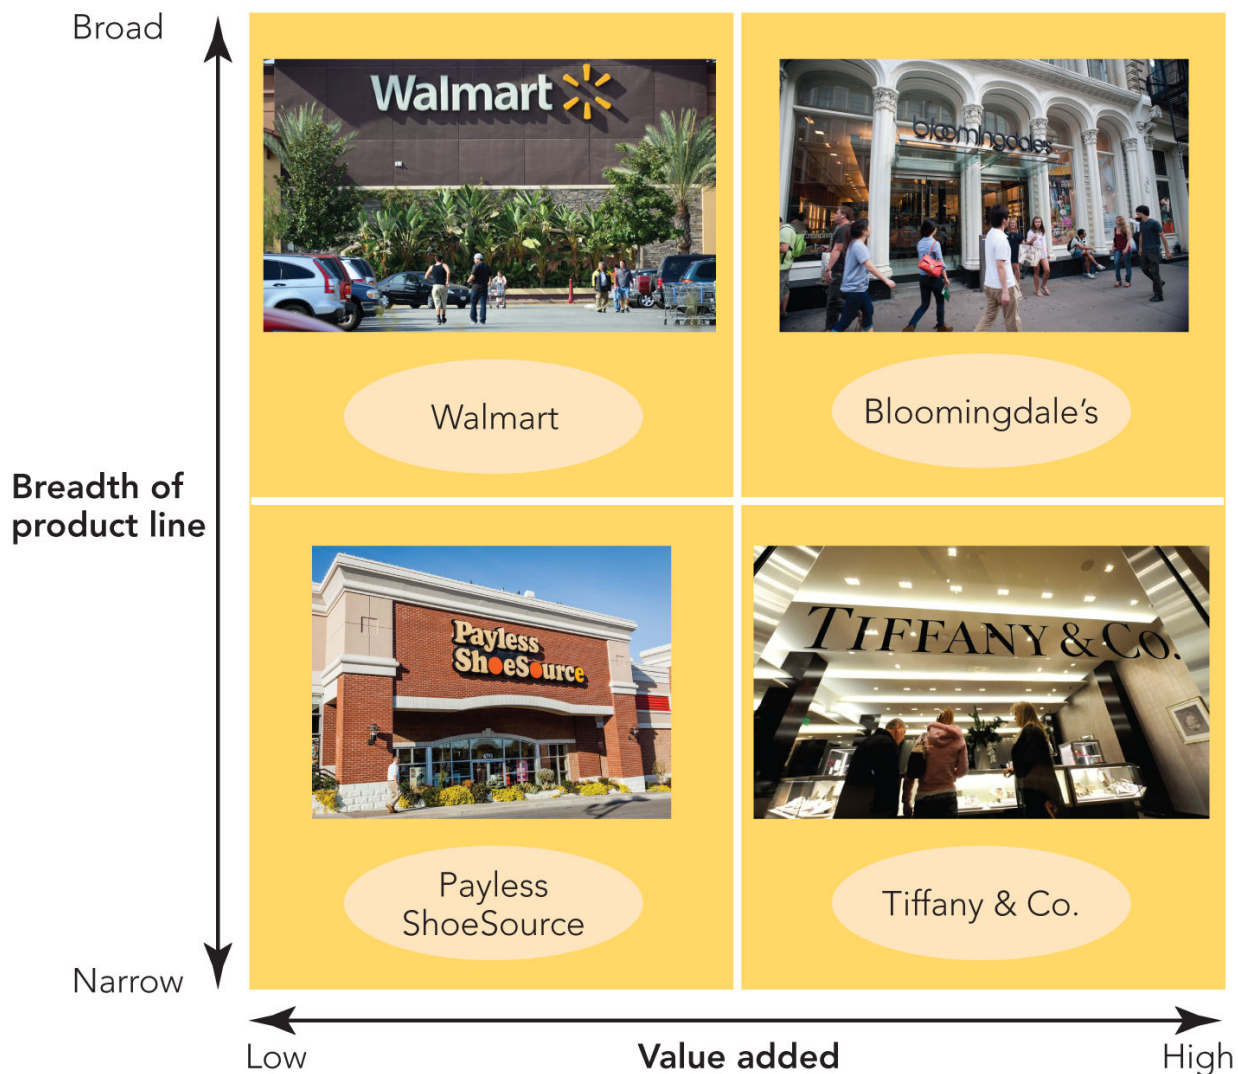 Broad
Walmart
bloomingdale's
Walmart
Bloomingdale's
Breadth of
product line
Payless
ShoeSource
TIFFANY & CO.
Payless
ShoeSource
Tiffany & Co.
Narrow
Low
Value added
High